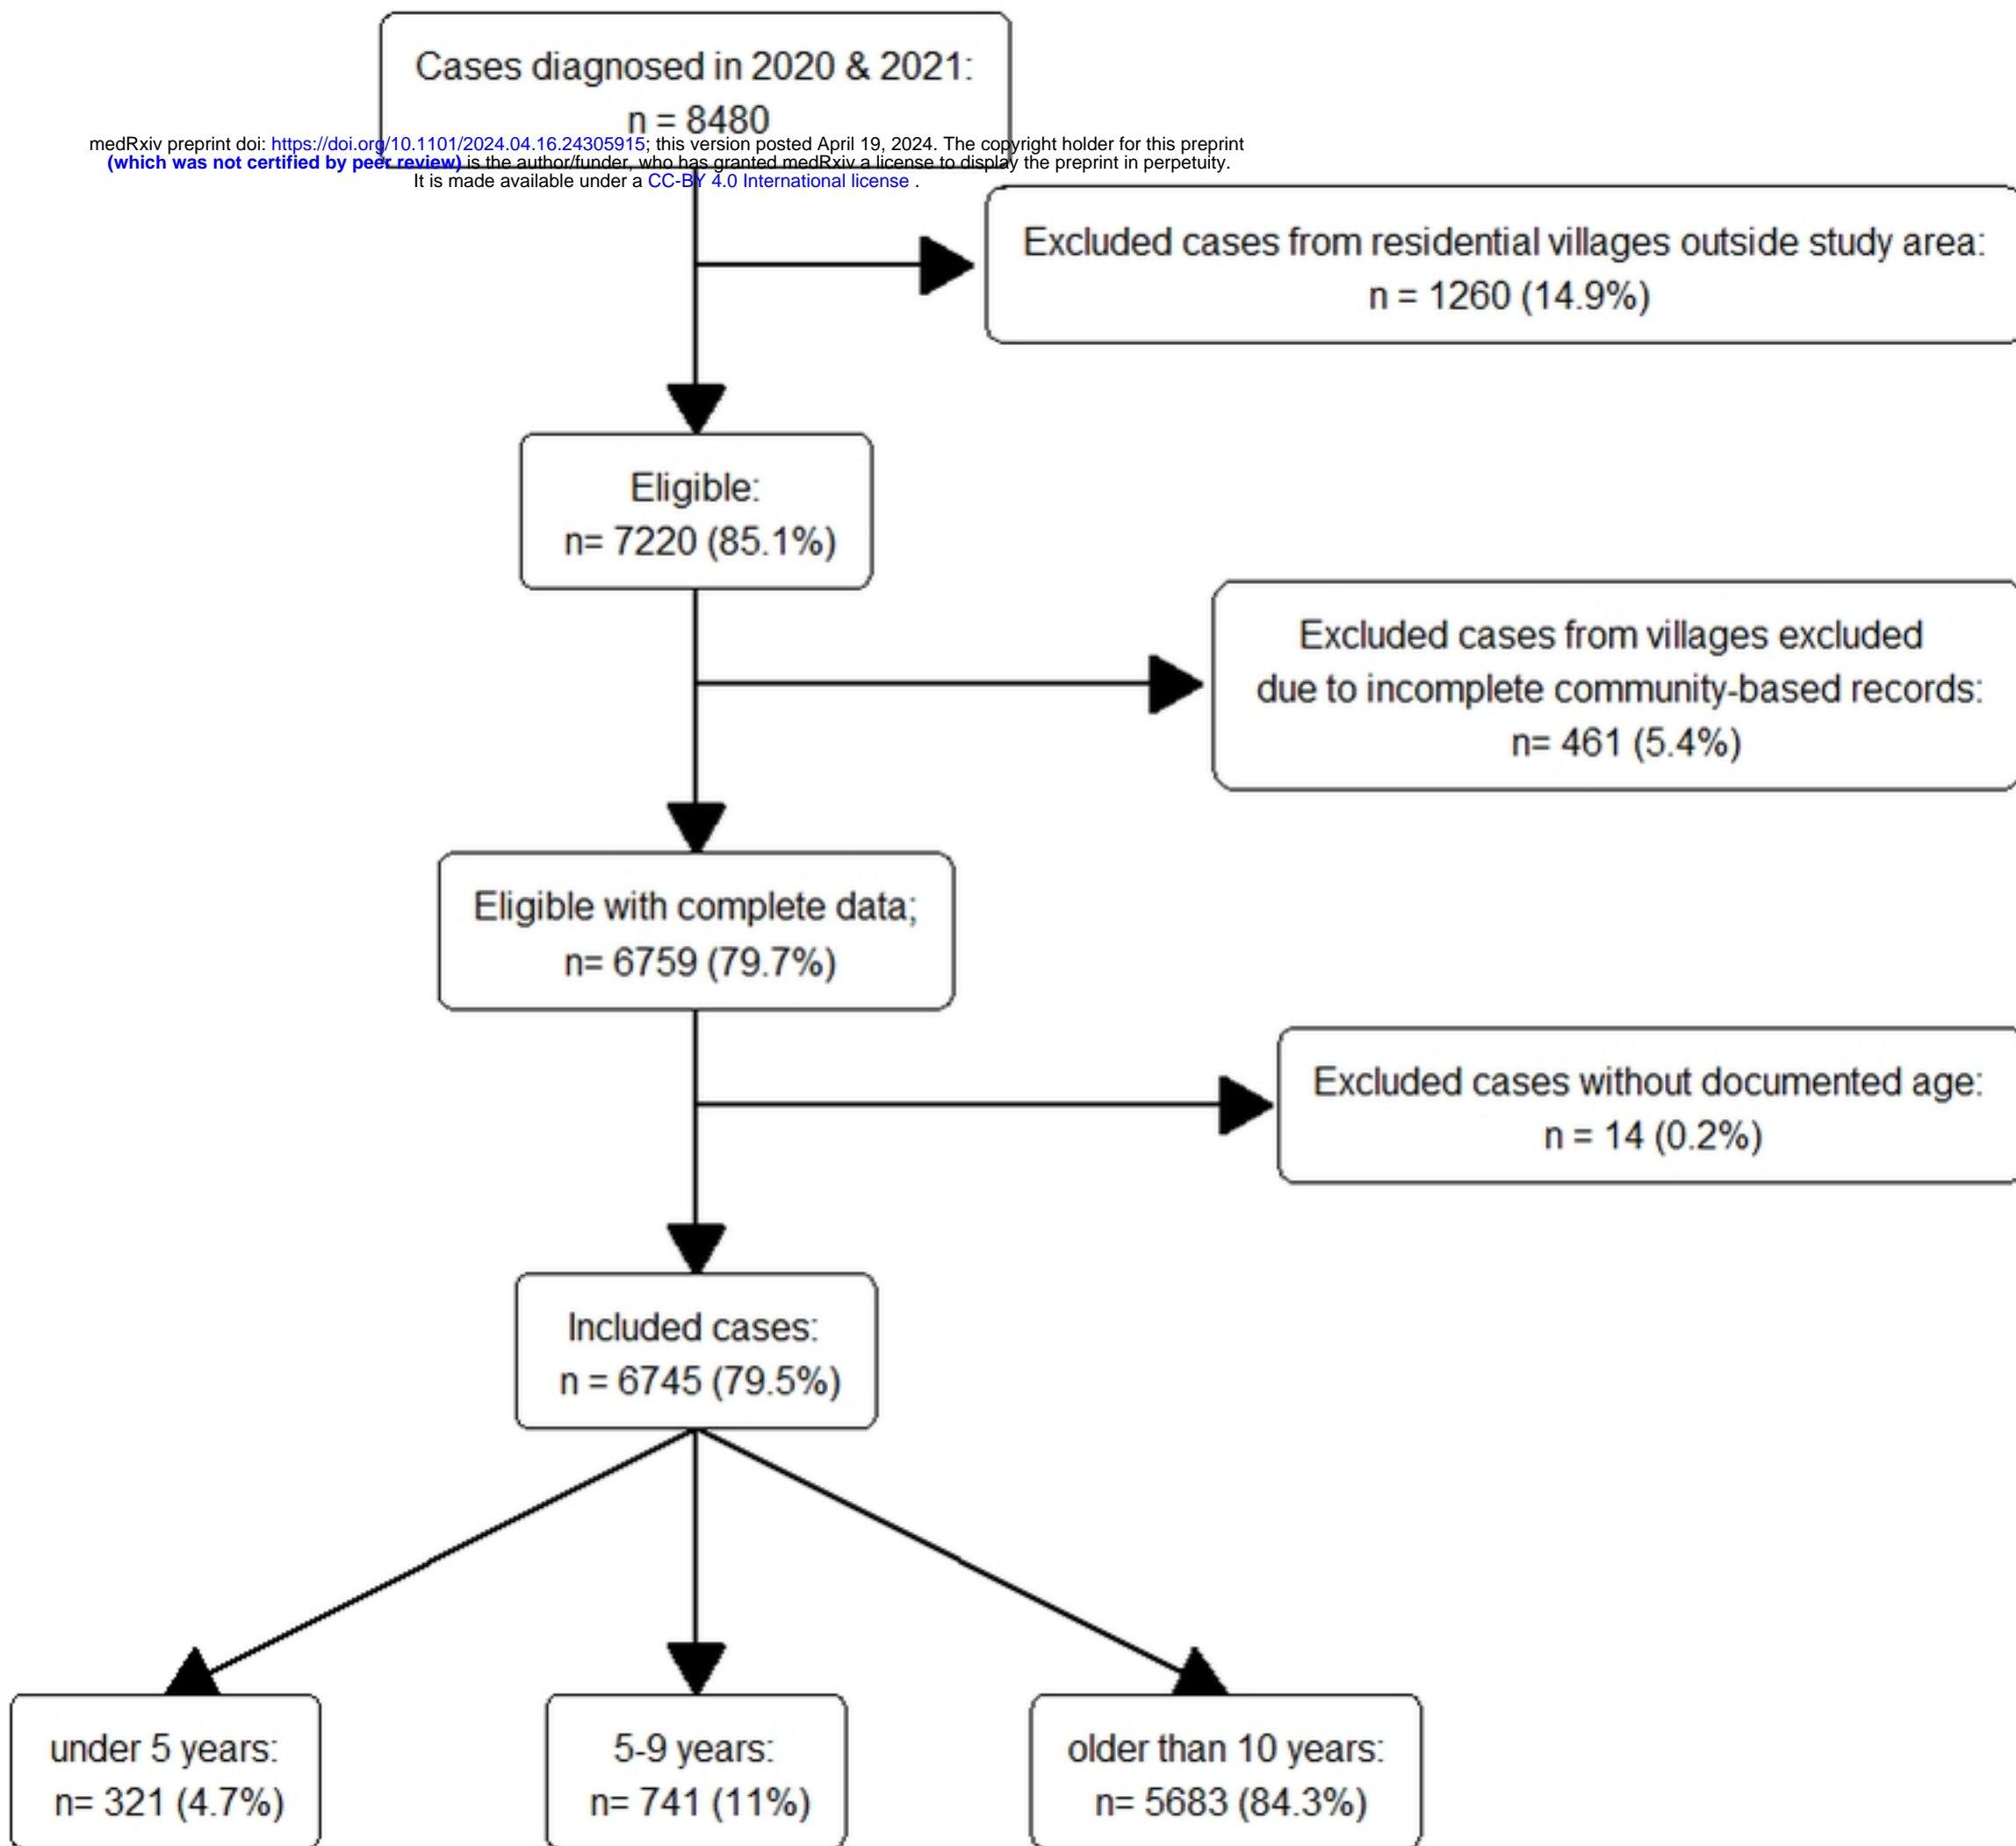 Cases diagnosed in 2020 & 2021:
n = 8480
medRxiv preprint doi: https://doi.org/10.1101/2024.04.16.24305915; this version posted April 19, 2024. The copyright holder for this preprint
(which was not certified by peer review) is the author/funder, who has granted medRxiv a license to display the preprint in perpetuity.
It is made available under a CC-BY 4.0 International license .
Excluded cases from residential villages outside study area:
n = 1260 (14.9%)
Eligible:
n= 7220 (85.1%)
Excluded cases from villages excluded
due to incomplete community-based records:
n= 461 (5.4%)
Eligible with complete data;
n= 6759 (79.7%)
Excluded cases without documented age:
n = 14 (0.2%)
Included cases:
n = 6745 (79.5%)
under 5 years:
n= 321 (4.7%)
5-9 years:
n= 741 (11%)
older than 10 years:
n= 5683 (84.3%)